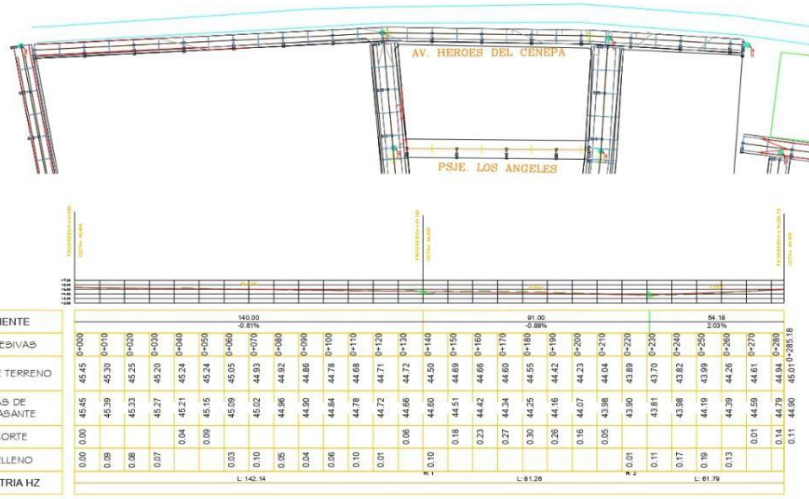 AV. HEROES DEL CENEPA
PSJE. LOS ANGELES
IENTE
140.00 91.00 54.18
-0.61% -0.88% 2.03%
ESIVAS 0+000 0+010 0+020 0+030 0+040 0+050 0+060 0+070 0+080 0+090 0+100 0+110 0+120 0+130 0+140 0+150 0+160 0+170 0+180 0+190 0+200 0+210 0+220 0+230 0+240 0+250 0+260 0+270 0+280 0+285.18
E TERRENO 45.45 45.30 45.25 45.20 45.24 45.24 45.05 44.93 44.92 44.86 44.78 44.68 44.71 44.72 44.50 44.69 44.66 44.60 44.55 44.42 44.23 44.04 43.89 43.70 43.82 43.99 44.26 44.61 44.94 45.01
AS DE
ASANTE 45.45 45.39 45.33 45.27 45.21 45.15 45.09 45.02 44.96 44.90 44.84 44.78 44.72 44.66 44.60 44.51 44.42 44.34 44.25 44.16 44.07 43.98 43.90 43.81 43.98 44.19 44.39 44.59 44.79 44.90
ORTE 0.00 0.04 0.09 0.06 0.18 0.23 0.27 0.30 0.26 0.16 0.05 0.01 0.14 0.11
LLENO 0.00 0.09 0.08 0.07 0.03 0.10 0.05 0.04 0.06 0.10 0.01 0.10 0.01 0.11 0.17 0.19 0.13
TRIA HZ L: 142.14 L: 81.26 L: 61.79